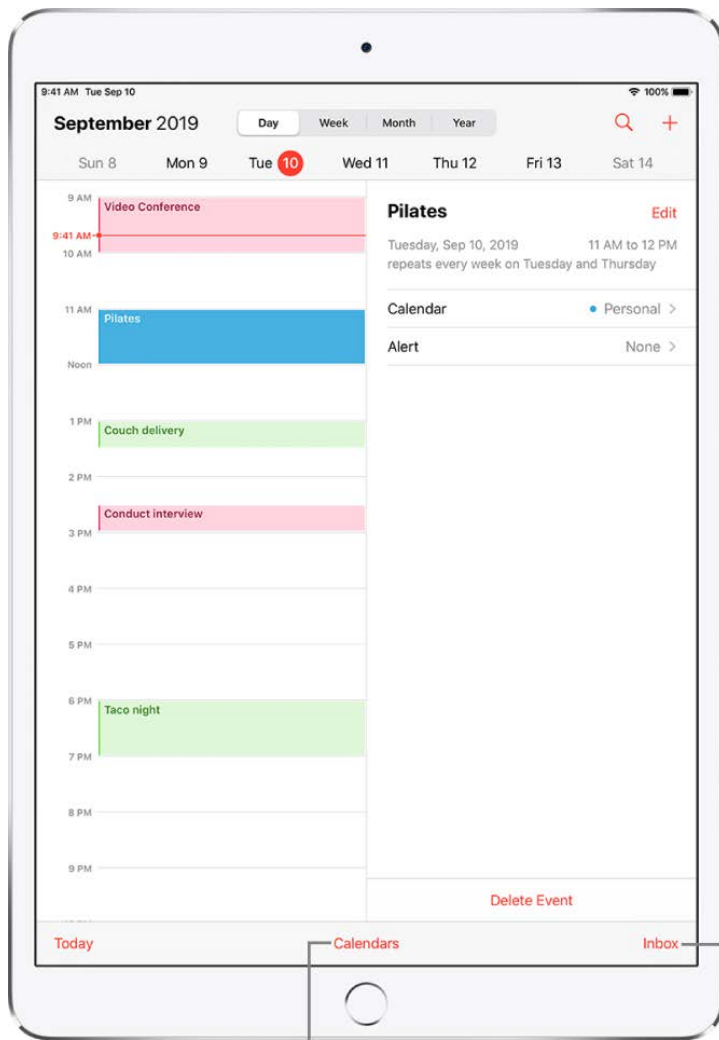 9:41 AM Tue Sep 10
100%
September 2019
Day Week Month Year
Sun 8 Mon 9 Tue 10 Wed 11 Thu 12 Fri 13 Sat 14
9 AM
Video Conference
9:41 AM
10 AM
11 AM
Pilates
Noon
1 PM
Couch delivery
2 PM
Conduct interview
3 PM
4 PM
5 PM
6 PM
Taco night
7 PM
8 PM
9 PM
Pilates Edit
Tuesday, Sep 10, 2019 11 AM to 12 PM
repeats every week on Tuesday and Thursday
Calendar Personal >
Alert None >
Delete Event
Today Calendars Inbox